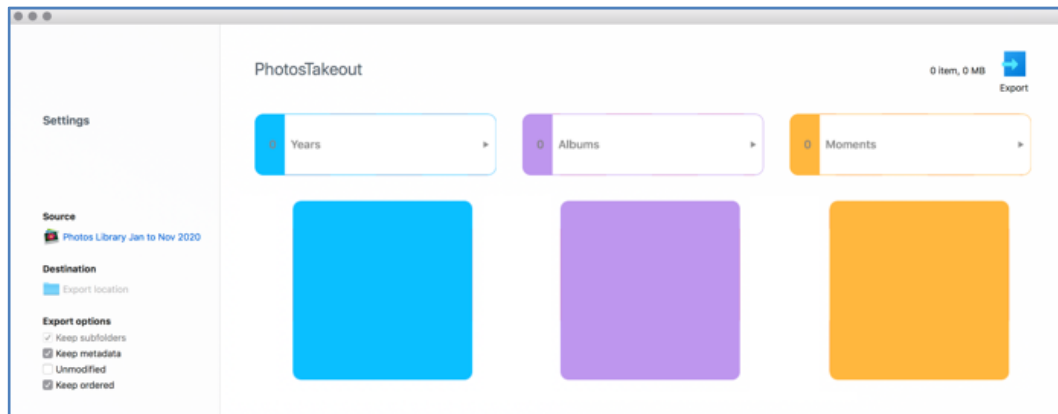 PhotosTakeout
0 item, 0 MB
Export
Settings
0 Years
0 Albums
0 Moments
Source
Photos Library Jan to Nov 2020
Destination
Export location
Export options
Keep subfolders
Keep metadata
Unmodified
Keep ordered